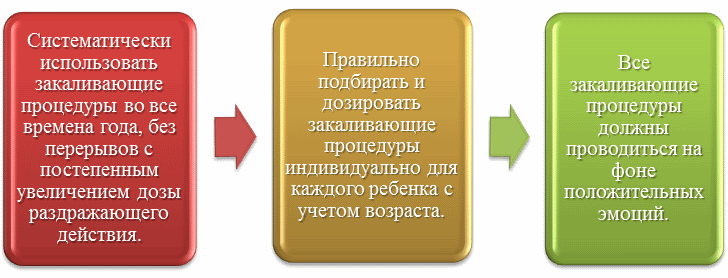 Систематически
использовать
закаливающие
процедуры во все
времена года, без
перерывов с
постепенным
увеличением дозы
раздражающего
действия.
Правильно
подбирать и
дозировать
закаливающие
процедуры
индивидуально для
каждого ребенка с
учетом возраста.
Все
закаливающие
процедуры
должны
проводиться на
фоне
положительных
эмоций.